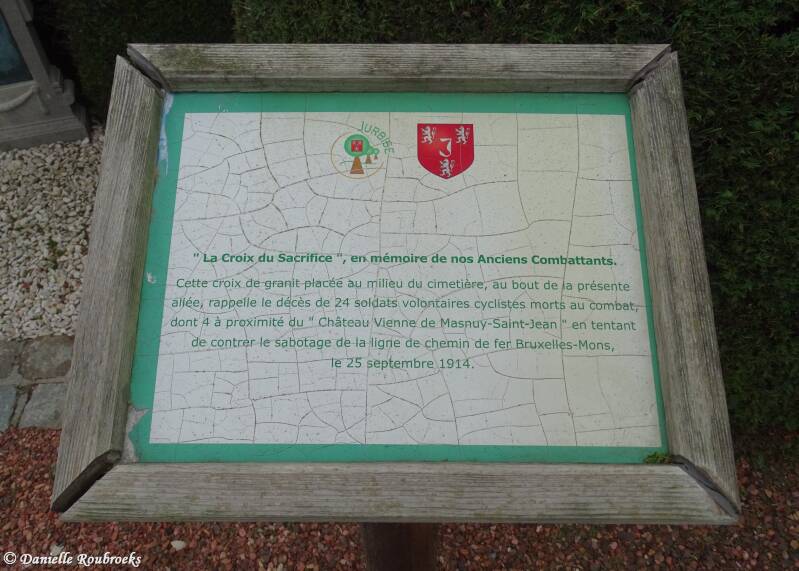 JURBISE
" La Croix du Sacrifice ", en mémoire de nos Anciens Combattants.
Cette croix de granit placée au milieu du cimetière, au bout de la présente
allée, rappelle le décès de 24 soldats volontaires cyclistes morts au combat,
dont 4 à proximité du " Château Vienne de Masnuy-Saint-Jean " en tentant
de contrer le sabotage de la ligne de chemin de fer Bruxelles-Mons,
le 25 septembre 1914.
© Danielle Roubroeks